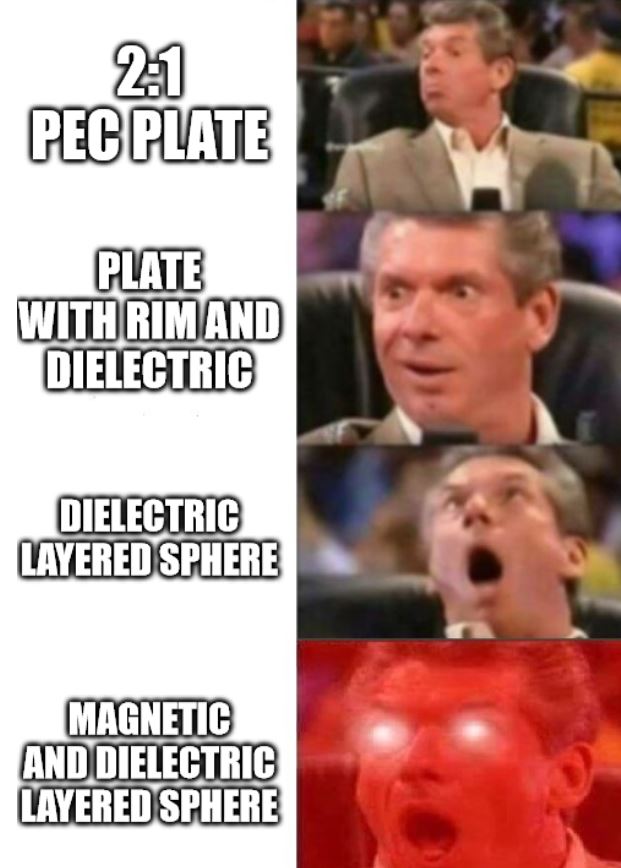 2:1
PEC PLATE
PLATE
WITH RIM AND
DIELECTRIC
DIELECTRIC
LAYERED SPHERE
MAGNETIC
AND DIELECTRIC
LAYERED SPHERE